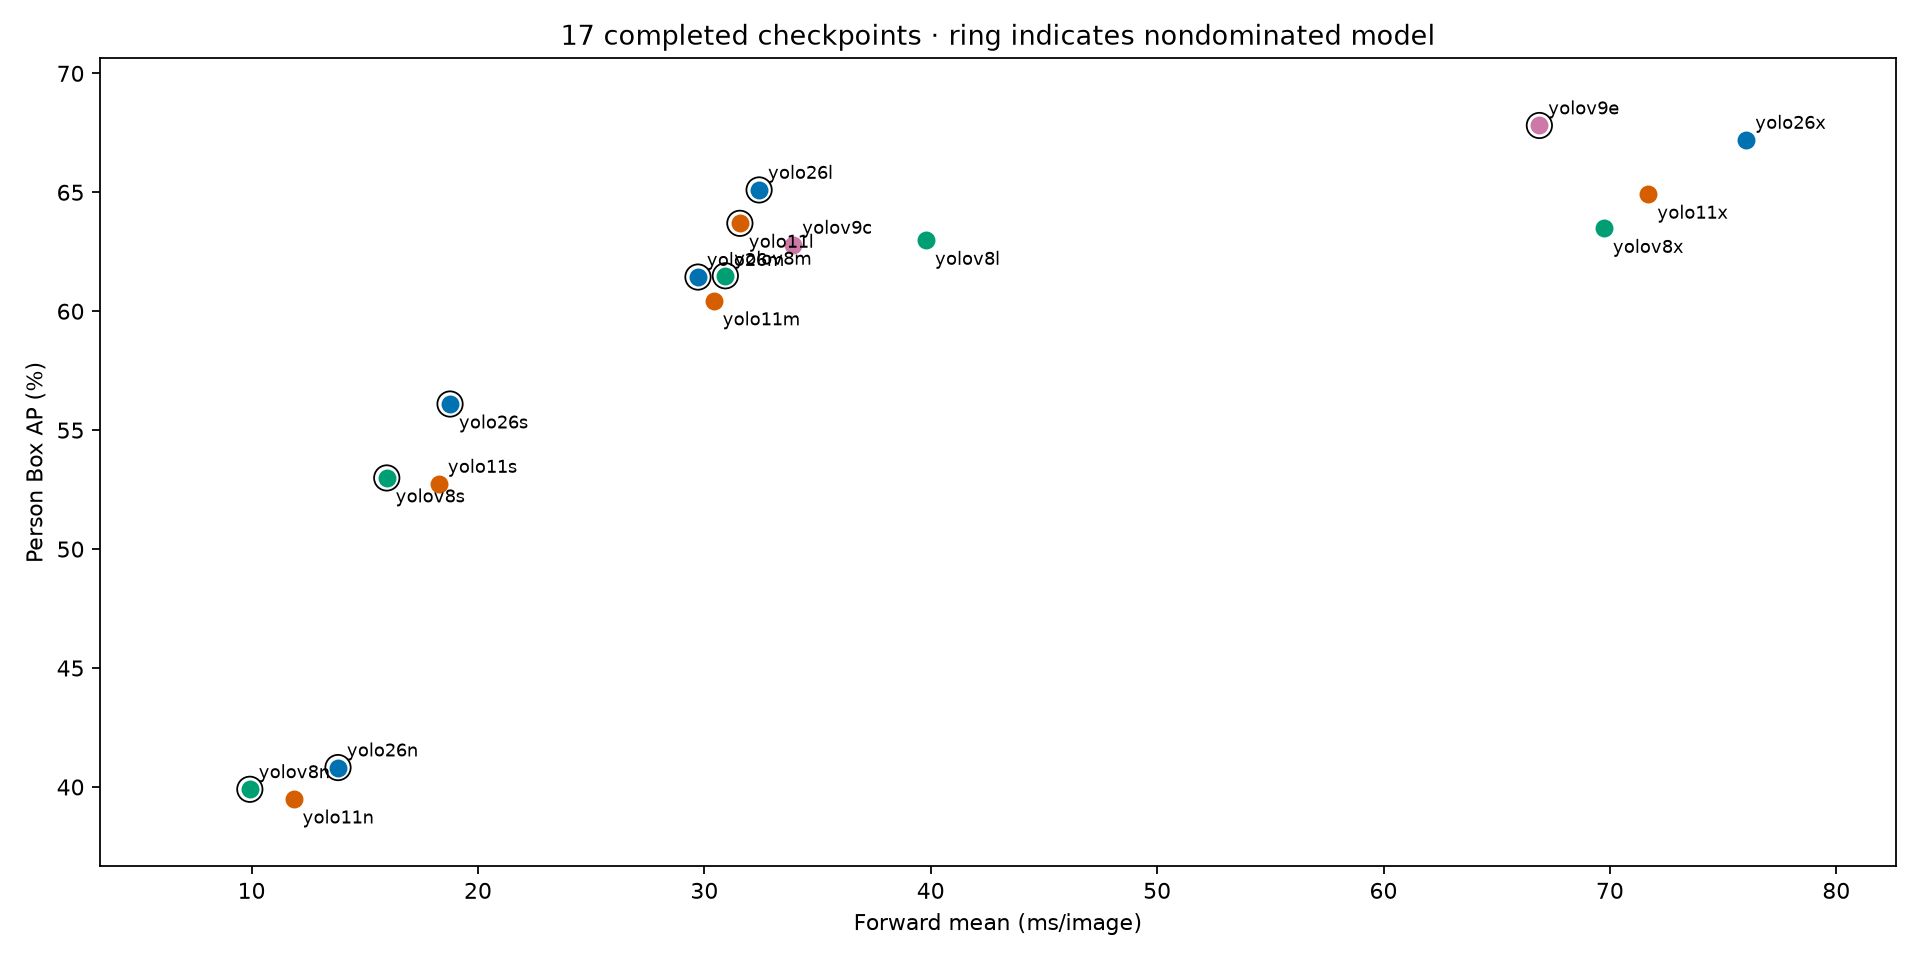 17 completed checkpoints · ring indicates nondominated model
Person Box AP (%)
70
65
60
55
50
45
40
yolov9e
yolo26x
yolo26l
yolo11x
yolov9c
yolo11l
yolov8x
yolo26m
yolov8m
yolov8l
yolo11m
yolo26s
yolo11s
yolov8s
yolo26n
yolov8n
yolo11n
10
20
30
40
50
60
70
80
Forward mean (ms/image)